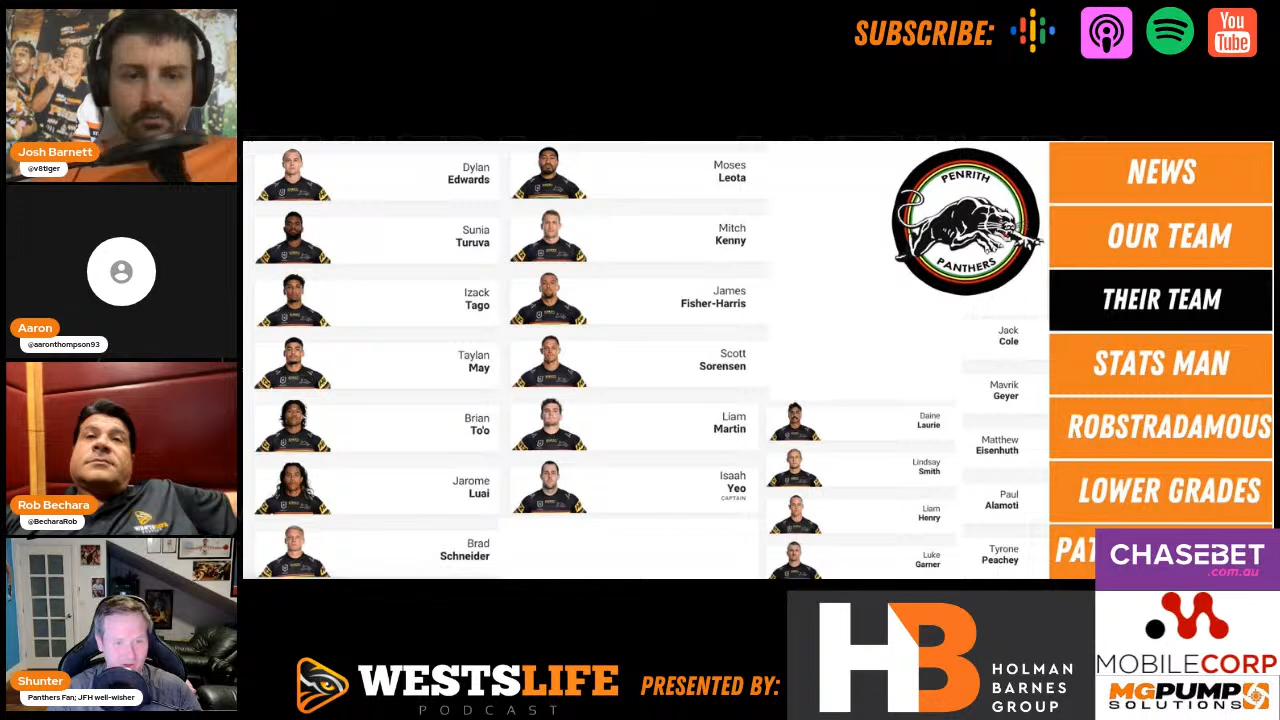 SUBSCRIBE:
You
Tube
Josh Barnett
@v8tiger
Aaron
@aaronthompson93
Rob Bechara
@BecharaRob
Shunter
Panthers Fan; JFH well-wisher
Dylan
Edwards
Sunia
Turuva
Izack
Tago
Taylan
May
Brian
To'o
Jarome
Luai
Brad
Schneider
Moses
Leota
Mitch
Kenny
James
Fisher-Harris
Scott
Sorensen
Liam
Martin
Isaah
Yeo
CAPTAIN
Daine
Laurie
Lindsay
Smith
Liam
Henry
Luke
Garner
PENRITH
PANTHERS
Jack
Cole
Mavrik
Geyer
Matthew
Eisenhuth
Paul
Alamoti
Tyrone
Peachey
NEWS
OUR TEAM
THEIR TEAM
STATS MAN
ROBSTRADAMOUS
LOWER GRADES
PAT
CHASEBET
.com.au
WESTSLIFE
PODCAST
PRESENTED BY:
HB
HOLMAN
BARNES
GROUP
MOBILECORP
MGPUMP
SOLUTIONS